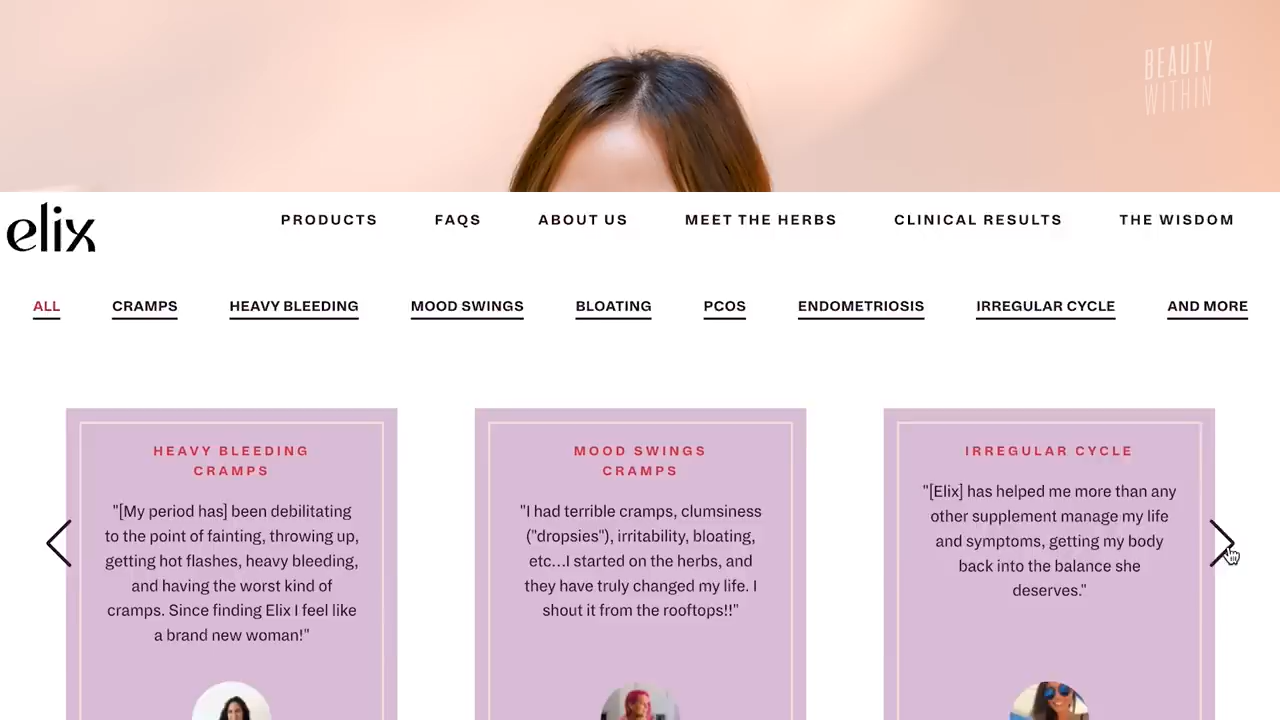 BEAUTY
WITHIN
elix
PRODUCTS FAQS ABOUT US MEET THE HERBS CLINICAL RESULTS THE WISDOM
ALL CRAMPS HEAVY BLEEDING MOOD SWINGS BLOATING PCOS ENDOMETRIOSIS IRREGULAR CYCLE AND MORE
HEAVY BLEEDING
CRAMPS
"[My period has] been debilitating
to the point of fainting, throwing up,
getting hot flashes, heavy bleeding,
and having the worst kind of
cramps. Since finding Elix I feel like
a brand new woman!"
MOOD SWINGS
CRAMPS
"I had terrible cramps, clumsiness
("dropsies"), irritability, bloating,
etc...I started on the herbs, and
they have truly changed my life. I
shout it from the rooftops!!"
IRREGULAR CYCLE
"[Elix] has helped me more than any
other supplement manage my life
and symptoms, getting my body
back into the balance she
deserves."